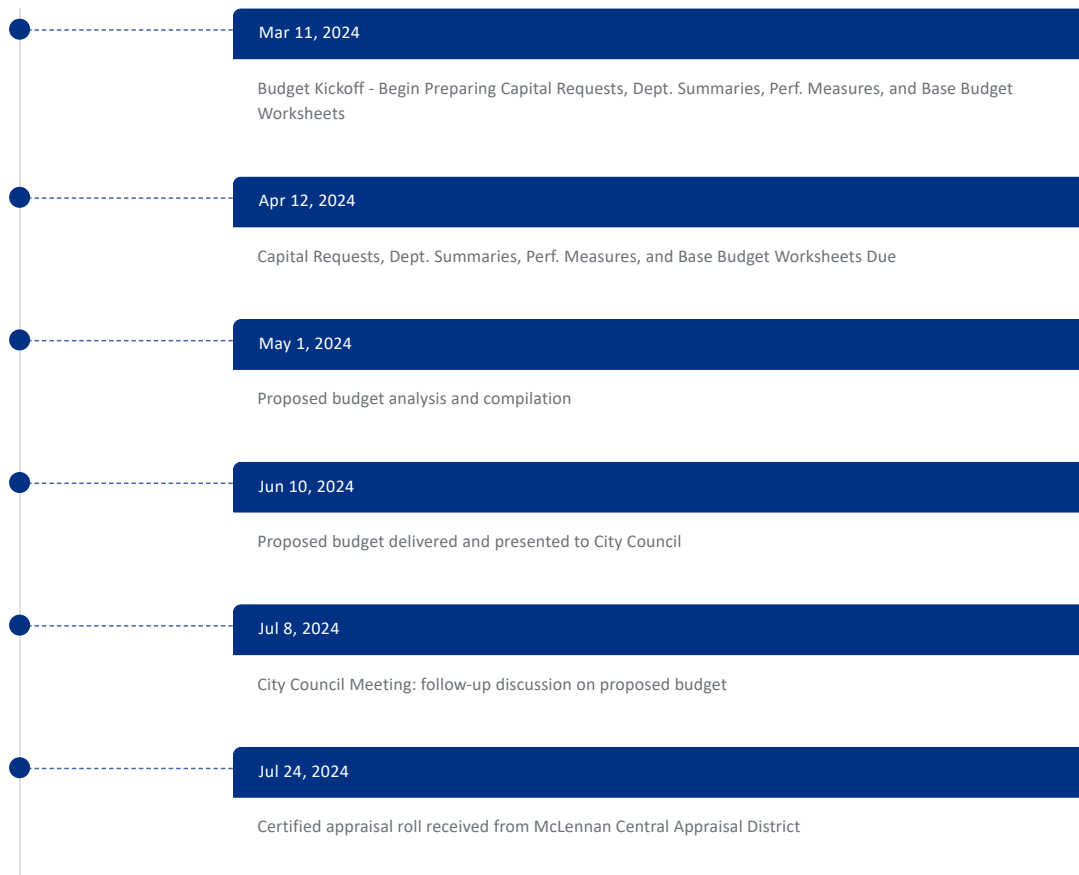 Mar 11, 2024
Budget Kickoff - Begin Preparing Capital Requests, Dept. Summaries, Perf. Measures, and Base Budget
Worksheets
Apr 12, 2024
Capital Requests, Dept. Summaries, Perf. Measures, and Base Budget Worksheets Due
May 1, 2024
Proposed budget analysis and compilation
Jun 10, 2024
Proposed budget delivered and presented to City Council
Jul 8, 2024
City Council Meeting: follow-up discussion on proposed budget
Jul 24, 2024
Certified appraisal roll received from McLennan Central Appraisal District